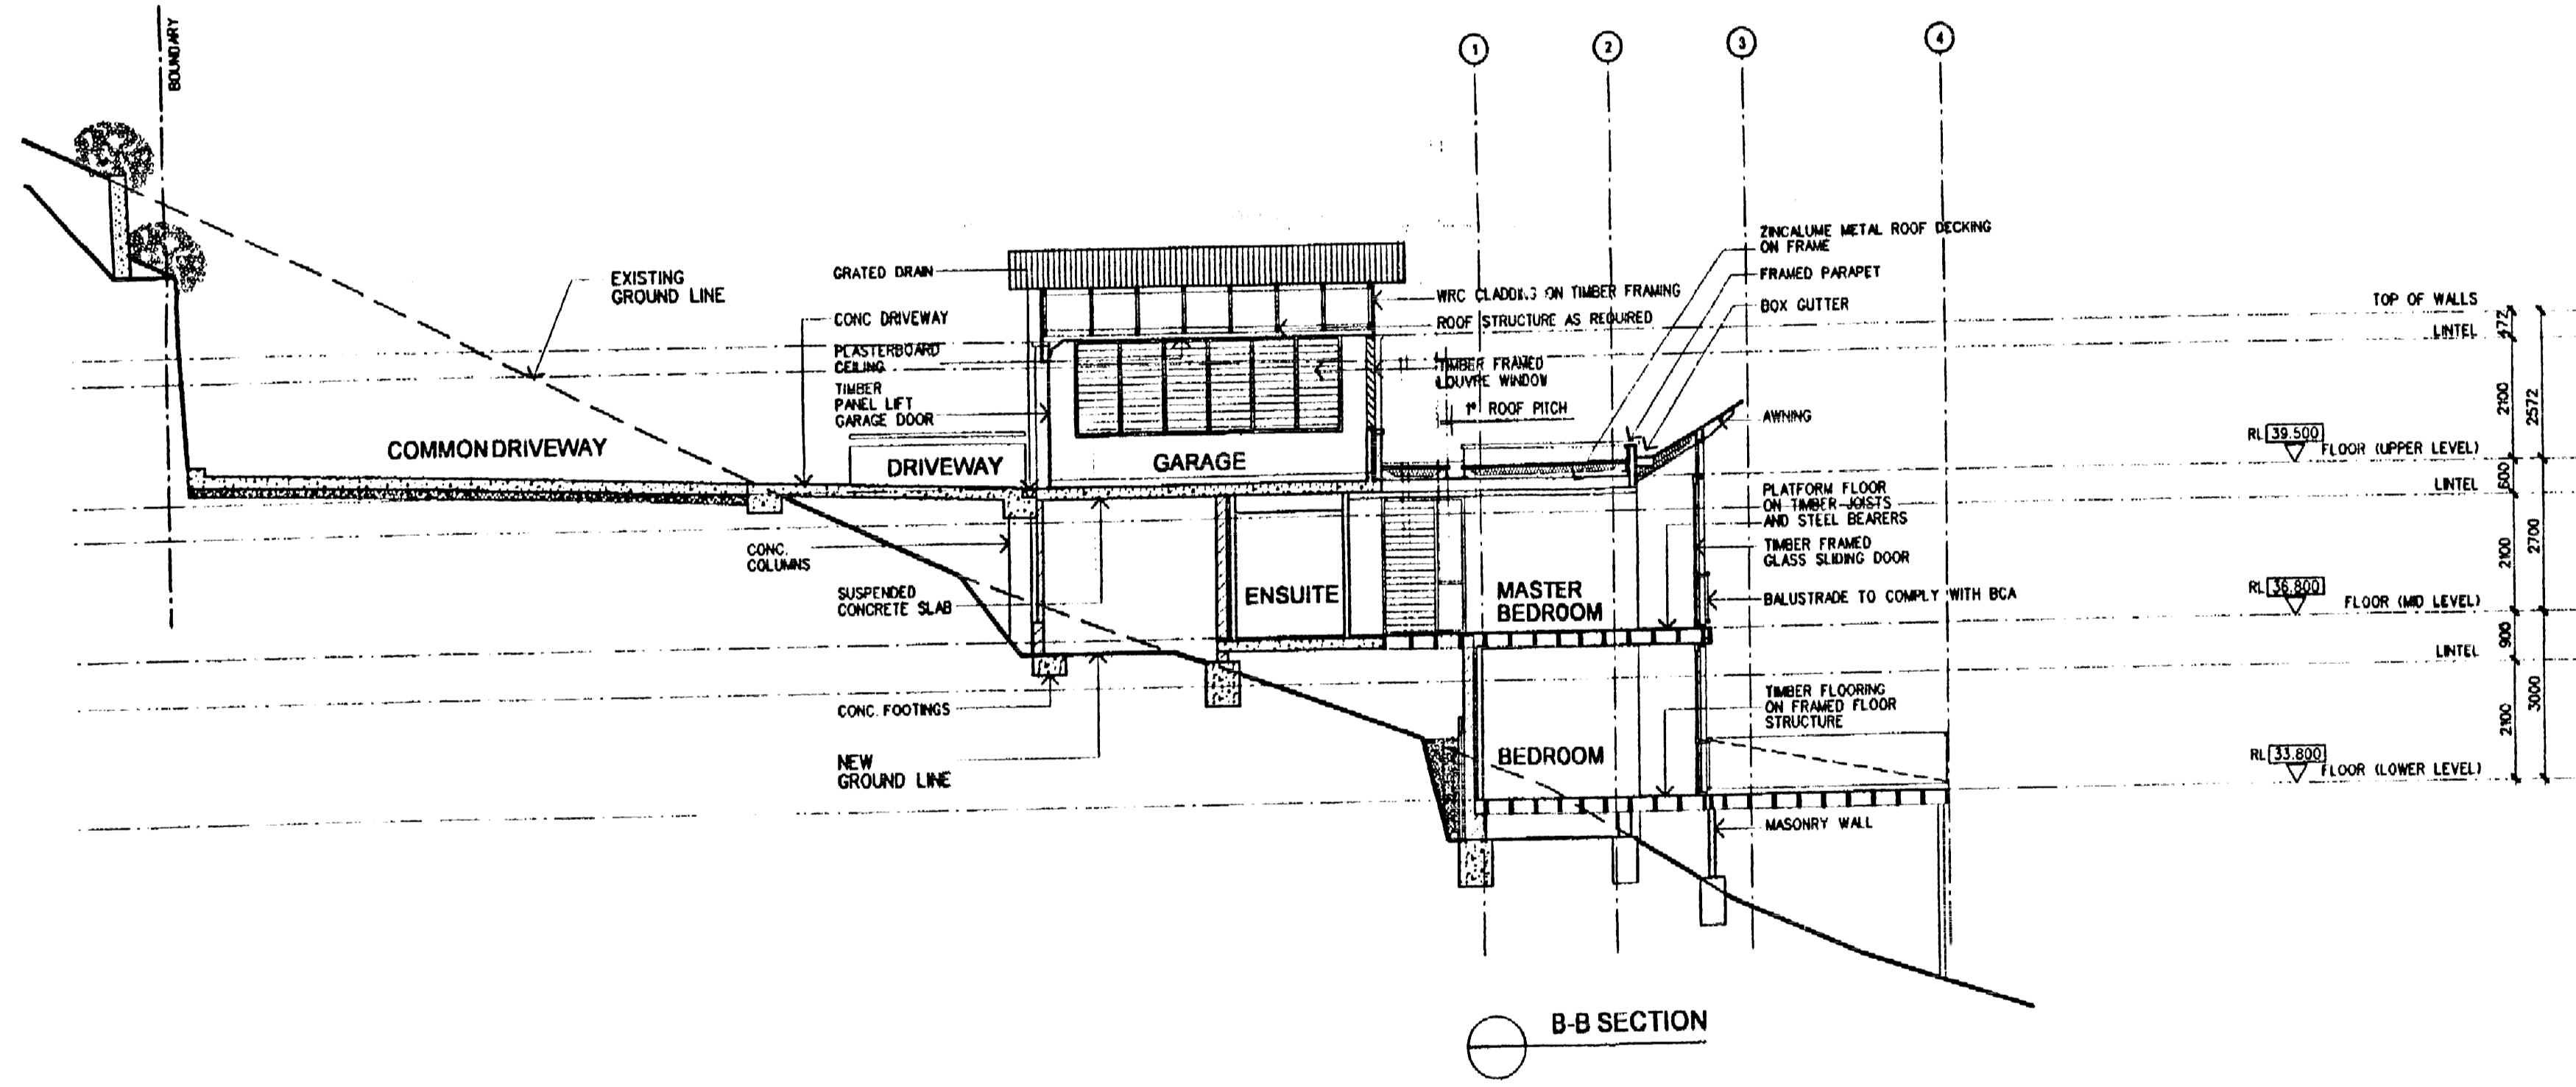 BOUNDARY
1
2
3
4
EXISTING
GROUND LINE
GRATED DRAIN
CONC DRIVEWAY
PLASTERBOARD
CEILING
TIMBER
PANEL LIFT
GARAGE DOOR
COMMON DRIVEWAY
DRIVEWAY
GARAGE
WRC CLADDING ON TIMBER FRAMING
ROOF STRUCTURE AS REQUIRED
TIMBER FRAMED
LOUVRE WINDOW
1° ROOF PITCH
ZINCALUME METAL ROOF DECKING
ON FRAME
FRAMED PARAPET
BOX GUTTER
AWNING
PLATFORM FLOOR
ON TIMBER JOISTS
AND STEEL BEARERS
TIMBER FRAMED
GLASS SLIDING DOOR
BALUSTRADE TO COMPLY WITH BCA
CONC.
COLUMNS
SUSPENDED
CONCRETE SLAB
ENSUITE
MASTER
BEDROOM
CONC. FOOTINGS
NEW
GROUND LINE
BEDROOM
TIMBER FLOORING
ON FRAMED FLOOR
STRUCTURE
MASONRY WALL
TOP OF WALLS
LINTEL
RL 39.500
FLOOR (UPPER LEVEL)
LINTEL
RL 36.800
FLOOR (MID LEVEL)
LINTEL
RL 33.800
FLOOR (LOWER LEVEL)
472
2100
2572
600
2100
2700
900
2100
3000
B-B SECTION